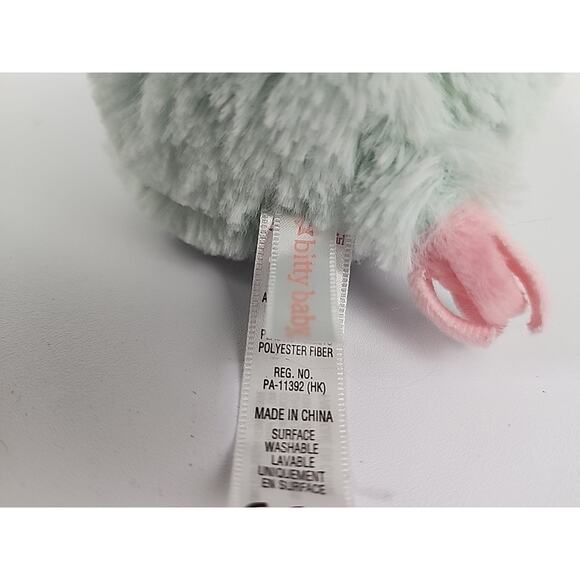 bitty baby
POLYESTER FIBER
REG. NO.
PA-11392 (HK)
MADE IN CHINA
SURFACE
WASHABLE
LAVABLE
UNIQUEMENT
EN SURFACE